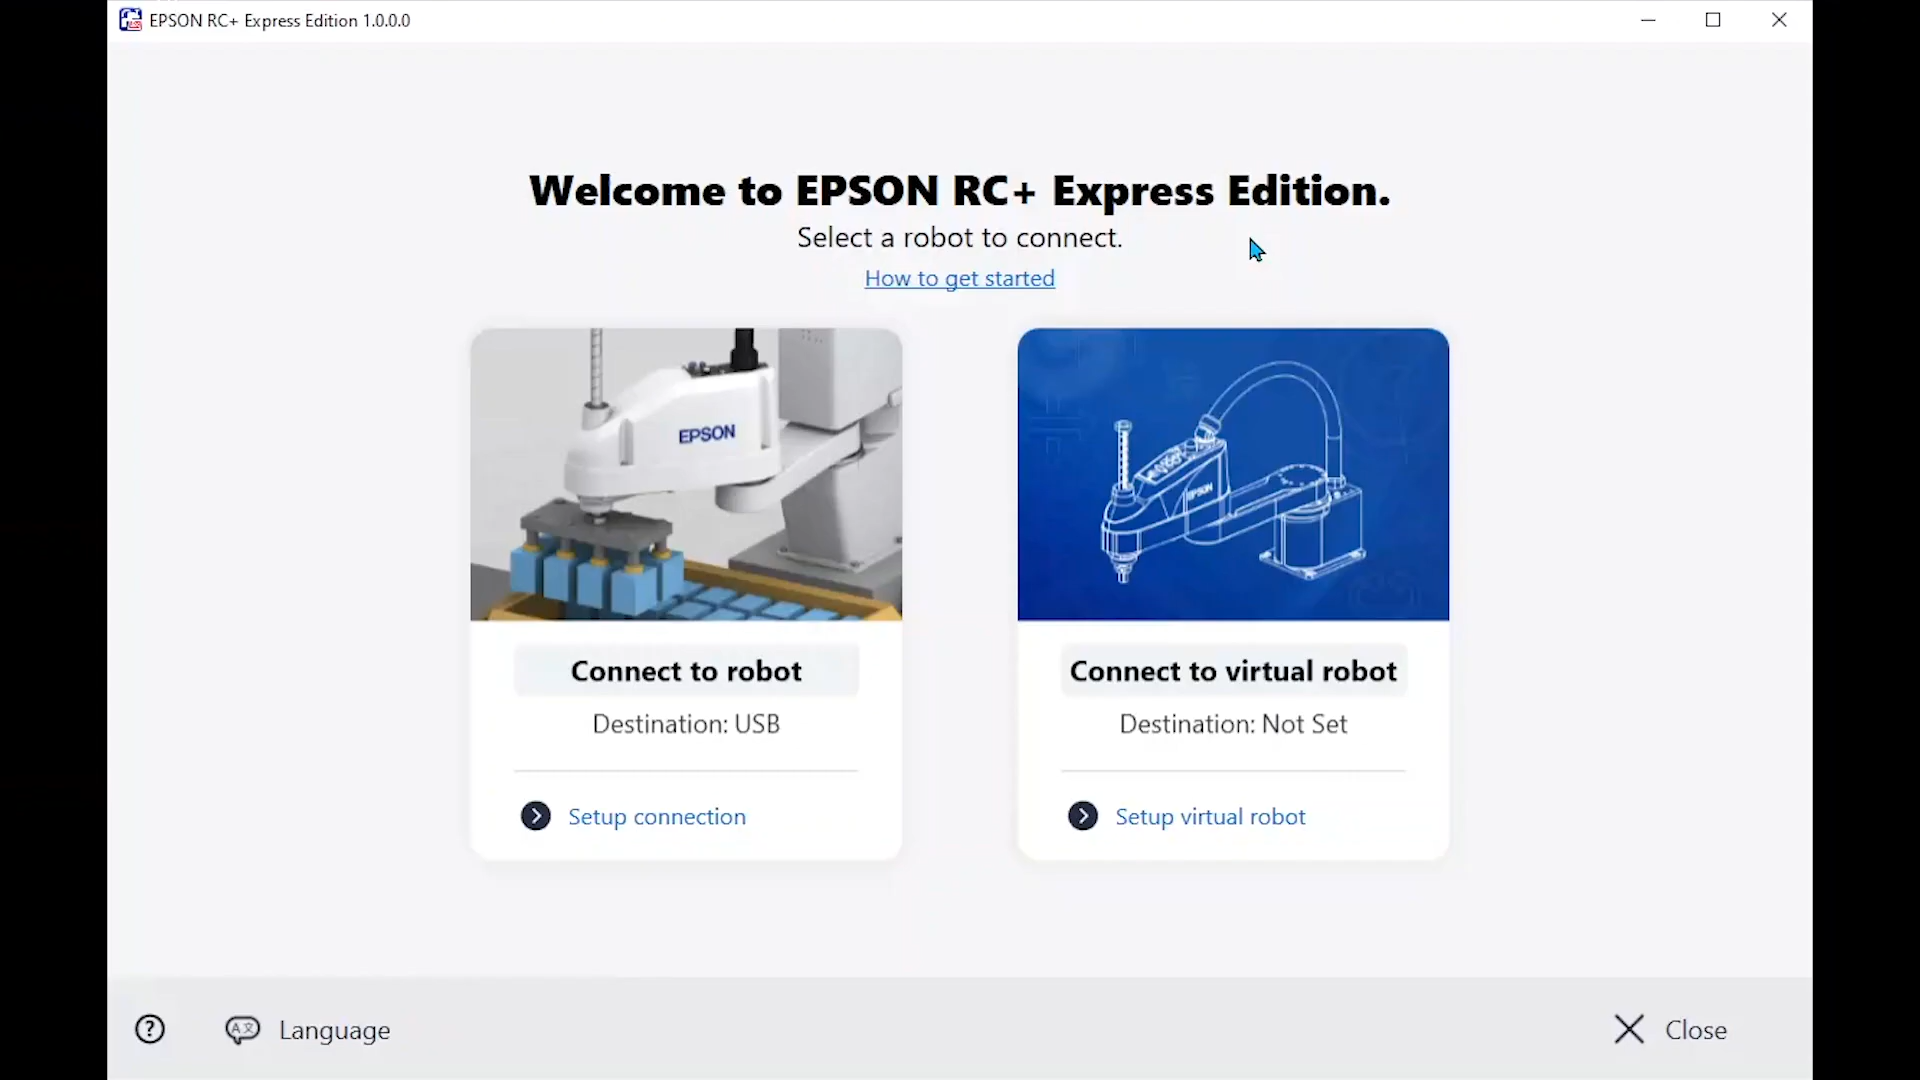 EPSON RC+ Express Edition 1.0.0.0
Welcome to EPSON RC+ Express Edition.
Select a robot to connect.
How to get started
EPSON
EPSON
Connect to robot
Destination: USB
Setup connection
Connect to virtual robot
Destination: Not Set
Setup virtual robot
Language
Close